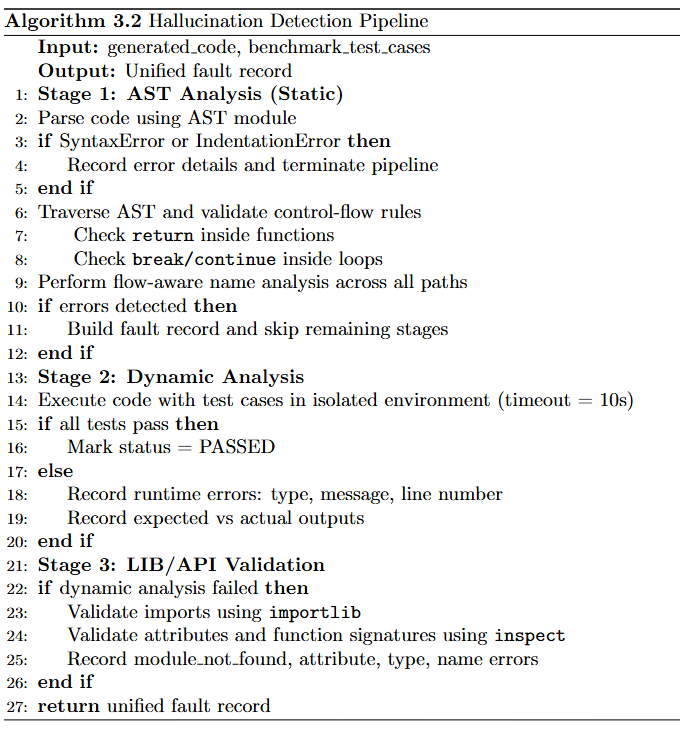 Algorithm 3.2 Hallucination Detection Pipeline
Input: generated_code, benchmark_test_cases
Output: Unified fault record
1: Stage 1: AST Analysis (Static)
2: Parse code using AST module
3: if SyntaxError or IndentationError then
4: Record error details and terminate pipeline
5: end if
6: Traverse AST and validate control-flow rules
7: Check return inside functions
8: Check break/continue inside loops
9: Perform flow-aware name analysis across all paths
10: if errors detected then
11: Build fault record and skip remaining stages
12: end if
13: Stage 2: Dynamic Analysis
14: Execute code with test cases in isolated environment (timeout = 10s)
15: if all tests pass then
16: Mark status = PASSED
17: else
18: Record runtime errors: type, message, line number
19: Record expected vs actual outputs
20: end if
21: Stage 3: LIB/API Validation
22: if dynamic analysis failed then
23: Validate imports using importlib
24: Validate attributes and function signatures using inspect
25: Record module_not_found, attribute, type, name errors
26: end if
27: return unified fault record